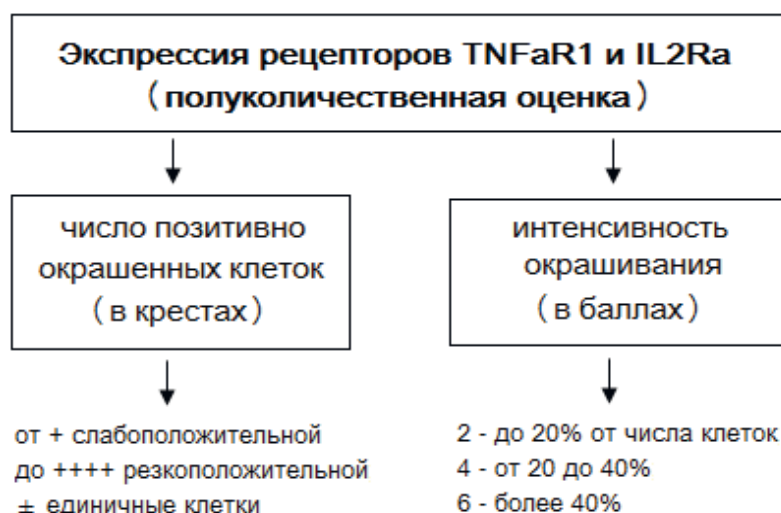 Экспрессия рецепторов TNFaR1 и IL2Ra
(полуколичественная оценка)
число позитивно
окрашенных клеток
(в крестах)
от + слабоположительной
до ++++ резкоположительной
± единичные клетки
интенсивность
окрашивания
(в баллах)
2 - до 20% от числа клеток
4 - от 20 до 40%
6 - более 40%